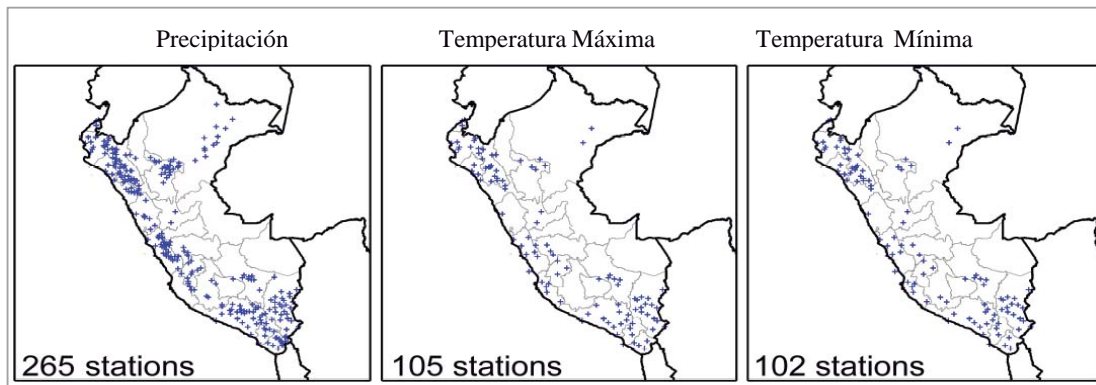 Precipitación
Temperatura Máxima
Temperatura Mínima
265 stations
105 stations
102 stations